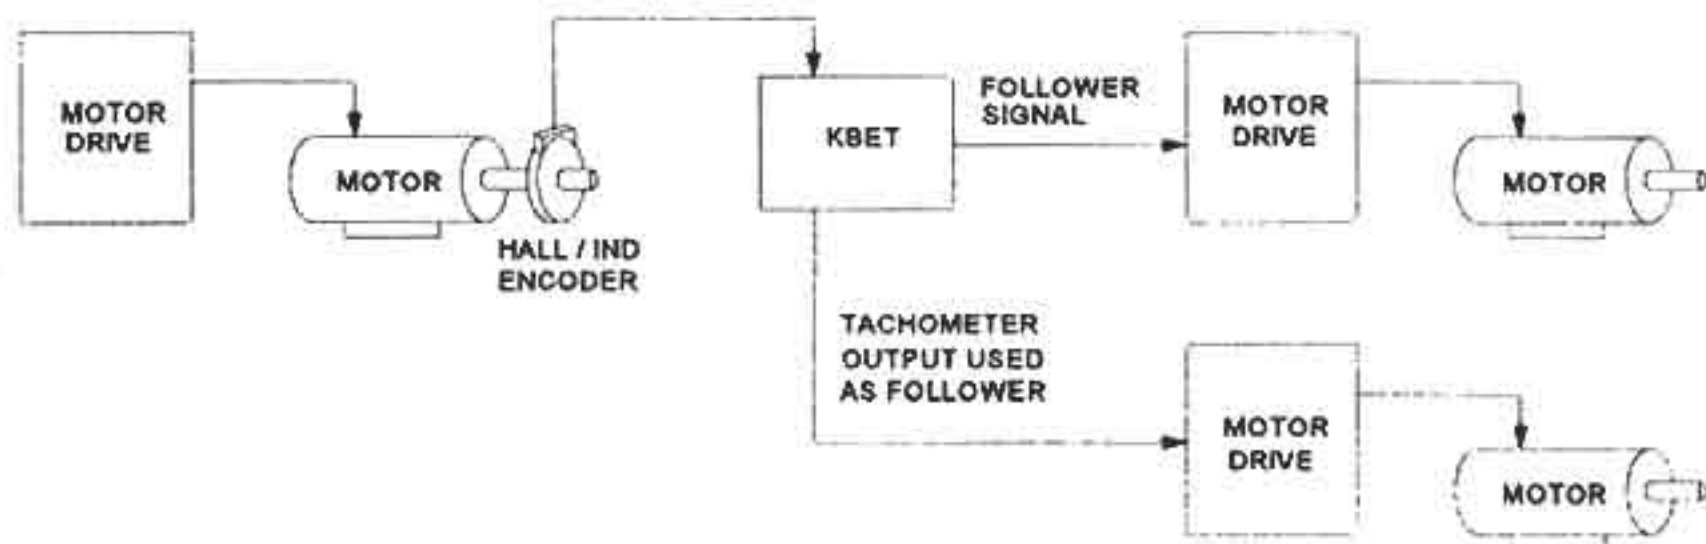 MOTOR
DRIVE
MOTOR
HALL / IND
ENCODER
KBET
FOLLOWER
SIGNAL
MOTOR
DRIVE
MOTOR
TACHOMETER
OUTPUT USED
AS FOLLOWER
MOTOR
DRIVE
MOTOR